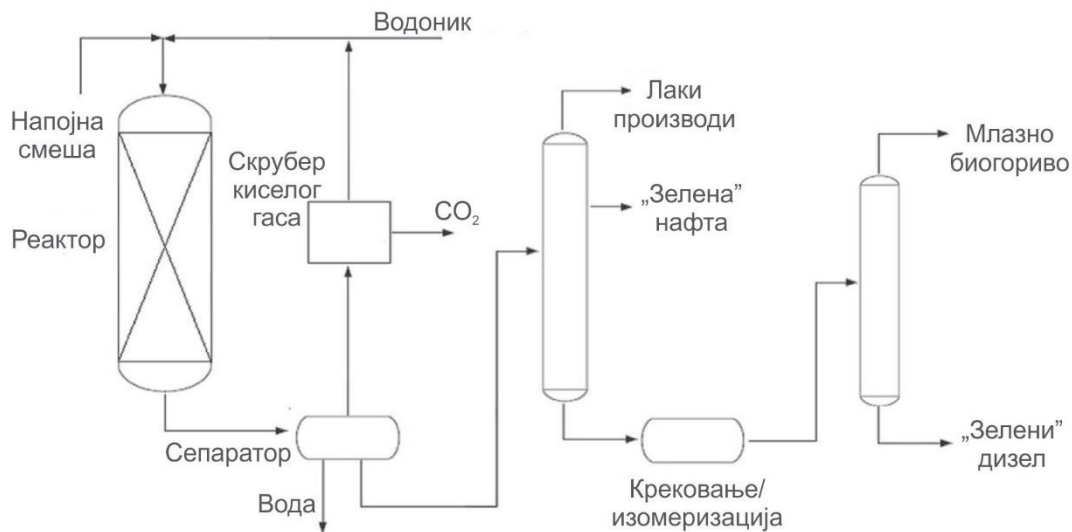 Водоник
Напојна
смеша
Реактор
Скрубер
киселог
гаса
CO₂
Сепаратор
Вода
Лаки
производи
„Зелена”
нафта
Крековање/
изомеризација
Млазно
биогориво
„Зелени”
дизел